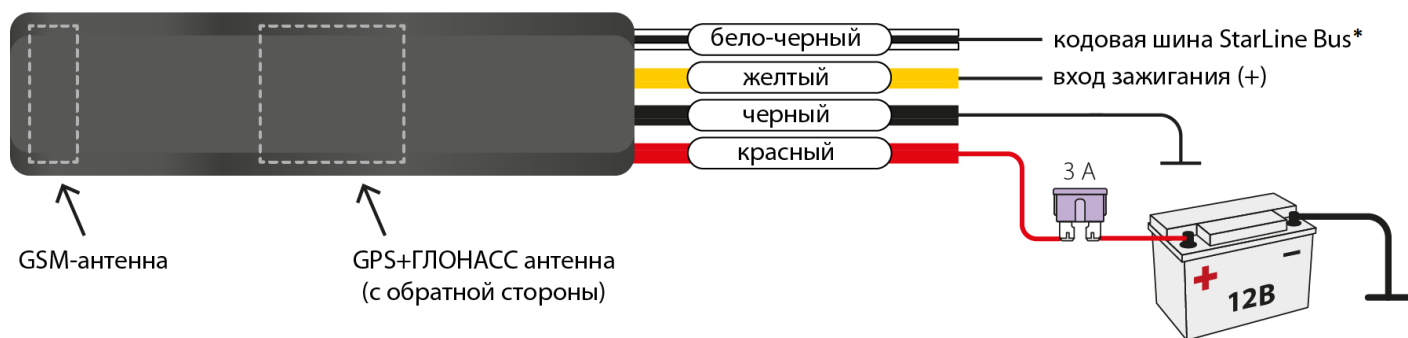 бело-черный
кодовая шина StarLine Bus*
желтый
вход зажигания (+)
черный
красный
3 А
GSM-антенна
GPS+ГЛОНАСС антенна
(с обратной стороны)
+
−
12В